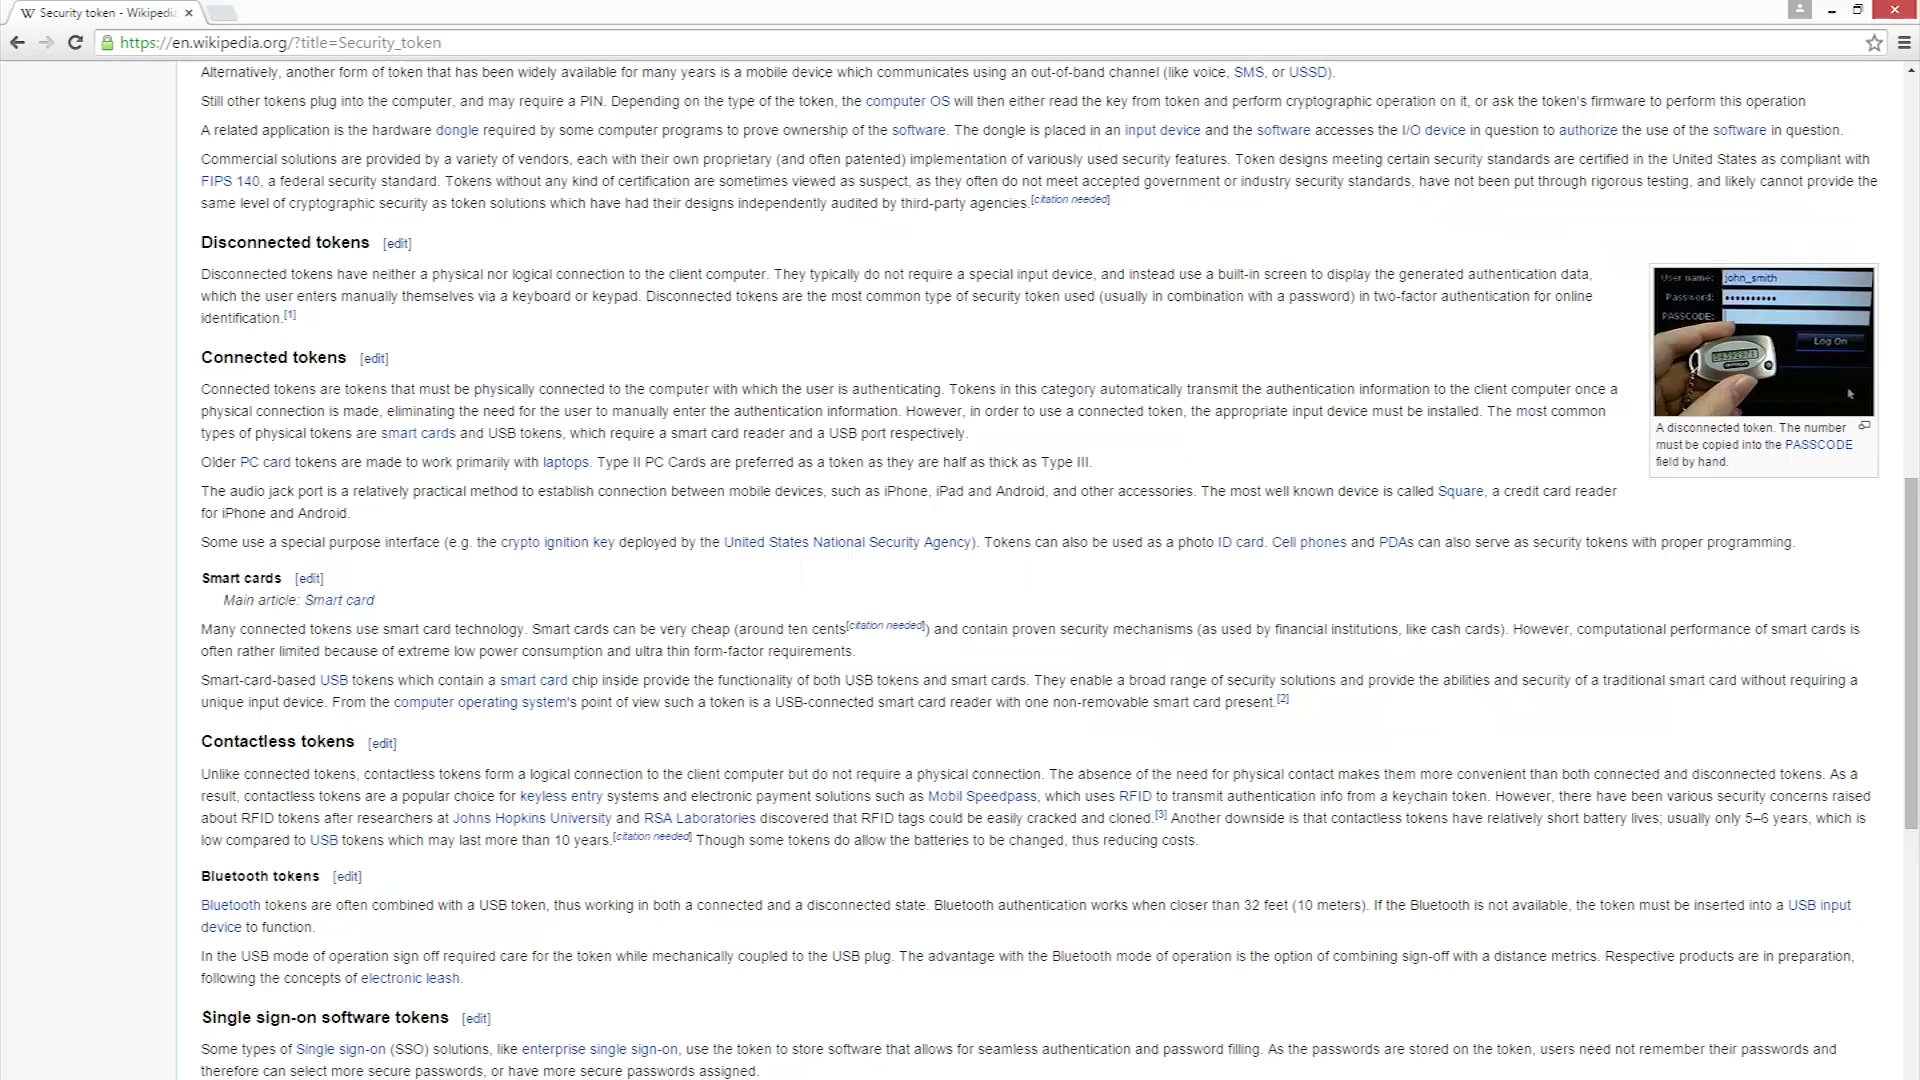 Security token - Wikipedia
https://en.wikipedia.org/?title=Security_token
Alternatively, another form of token that has been widely available for many years is a mobile device which communicates using an out-of-band channel (like voice, SMS, or USSD).
Still other tokens plug into the computer, and may require a PIN. Depending on the type of the token, the computer OS will then either read the key from token and perform cryptographic operation on it, or ask the token's firmware to perform this operation
A related application is the hardware dongle required by some computer programs to prove ownership of the software. The dongle is placed in an input device and the software accesses the I/O device in question to authorize the use of the software in question.
Commercial solutions are provided by a variety of vendors, each with their own proprietary (and often patented) implementation of variously used security features. Token designs meeting certain security standards are certified in the United States as compliant with
FIPS 140, a federal security standard. Tokens without any kind of certification are sometimes viewed as suspect, as they often do not meet accepted government or industry security standards, have not been put through rigorous testing, and likely cannot provide the
same level of cryptographic security as token solutions which have had their designs independently audited by third-party agencies.[citation needed]
Disconnected tokens [edit]
Disconnected tokens have neither a physical nor logical connection to the client computer. They typically do not require a special input device, and instead use a built-in screen to display the generated authentication data,
which the user enters manually themselves via a keyboard or keypad. Disconnected tokens are the most common type of security token used (usually in combination with a password) in two-factor authentication for online
identification.[1]
User name: john_smith
Password: ••••••••••
PASSCODE:
Log On
A disconnected token. The number
must be copied into the PASSCODE
field by hand.
Connected tokens [edit]
Connected tokens are tokens that must be physically connected to the computer with which the user is authenticating. Tokens in this category automatically transmit the authentication information to the client computer once a
physical connection is made, eliminating the need for the user to manually enter the authentication information. However, in order to use a connected token, the appropriate input device must be installed. The most common
types of physical tokens are smart cards and USB tokens, which require a smart card reader and a USB port respectively.
Older PC card tokens are made to work primarily with laptops. Type II PC Cards are preferred as a token as they are half as thick as Type III.
The audio jack port is a relatively practical method to establish connection between mobile devices, such as iPhone, iPad and Android, and other accessories. The most well known device is called Square, a credit card reader
for iPhone and Android.
Some use a special purpose interface (e.g. the crypto ignition key deployed by the United States National Security Agency). Tokens can also be used as a photo ID card. Cell phones and PDAs can also serve as security tokens with proper programming.
Smart cards [edit]
Main article: Smart card
Many connected tokens use smart card technology. Smart cards can be very cheap (around ten cents[citation needed]) and contain proven security mechanisms (as used by financial institutions, like cash cards). However, computational performance of smart cards is
often rather limited because of extreme low power consumption and ultra thin form-factor requirements.
Smart-card-based USB tokens which contain a smart card chip inside provide the functionality of both USB tokens and smart cards. They enable a broad range of security solutions and provide the abilities and security of a traditional smart card without requiring a
unique input device. From the computer operating system's point of view such a token is a USB-connected smart card reader with one non-removable smart card present.[2]
Contactless tokens [edit]
Unlike connected tokens, contactless tokens form a logical connection to the client computer but do not require a physical connection. The absence of the need for physical contact makes them more convenient than both connected and disconnected tokens. As a
result, contactless tokens are a popular choice for keyless entry systems and electronic payment solutions such as Mobil Speedpass, which uses RFID to transmit authentication info from a keychain token. However, there have been various security concerns raised
about RFID tokens after researchers at Johns Hopkins University and RSA Laboratories discovered that RFID tags could be easily cracked and cloned.[3] Another downside is that contactless tokens have relatively short battery lives; usually only 5–6 years, which is
low compared to USB tokens which may last more than 10 years.[citation needed] Though some tokens do allow the batteries to be changed, thus reducing costs.
Bluetooth tokens [edit]
Bluetooth tokens are often combined with a USB token, thus working in both a connected and a disconnected state. Bluetooth authentication works when closer than 32 feet (10 meters). If the Bluetooth is not available, the token must be inserted into a USB input
device to function.
In the USB mode of operation sign off required care for the token while mechanically coupled to the USB plug. The advantage with the Bluetooth mode of operation is the option of combining sign-off with a distance metrics. Respective products are in preparation,
following the concepts of electronic leash.
Single sign-on software tokens [edit]
Some types of Single sign-on (SSO) solutions, like enterprise single sign-on, use the token to store software that allows for seamless authentication and password filling. As the passwords are stored on the token, users need not remember their passwords and
therefore can select more secure passwords, or have more secure passwords assigned.